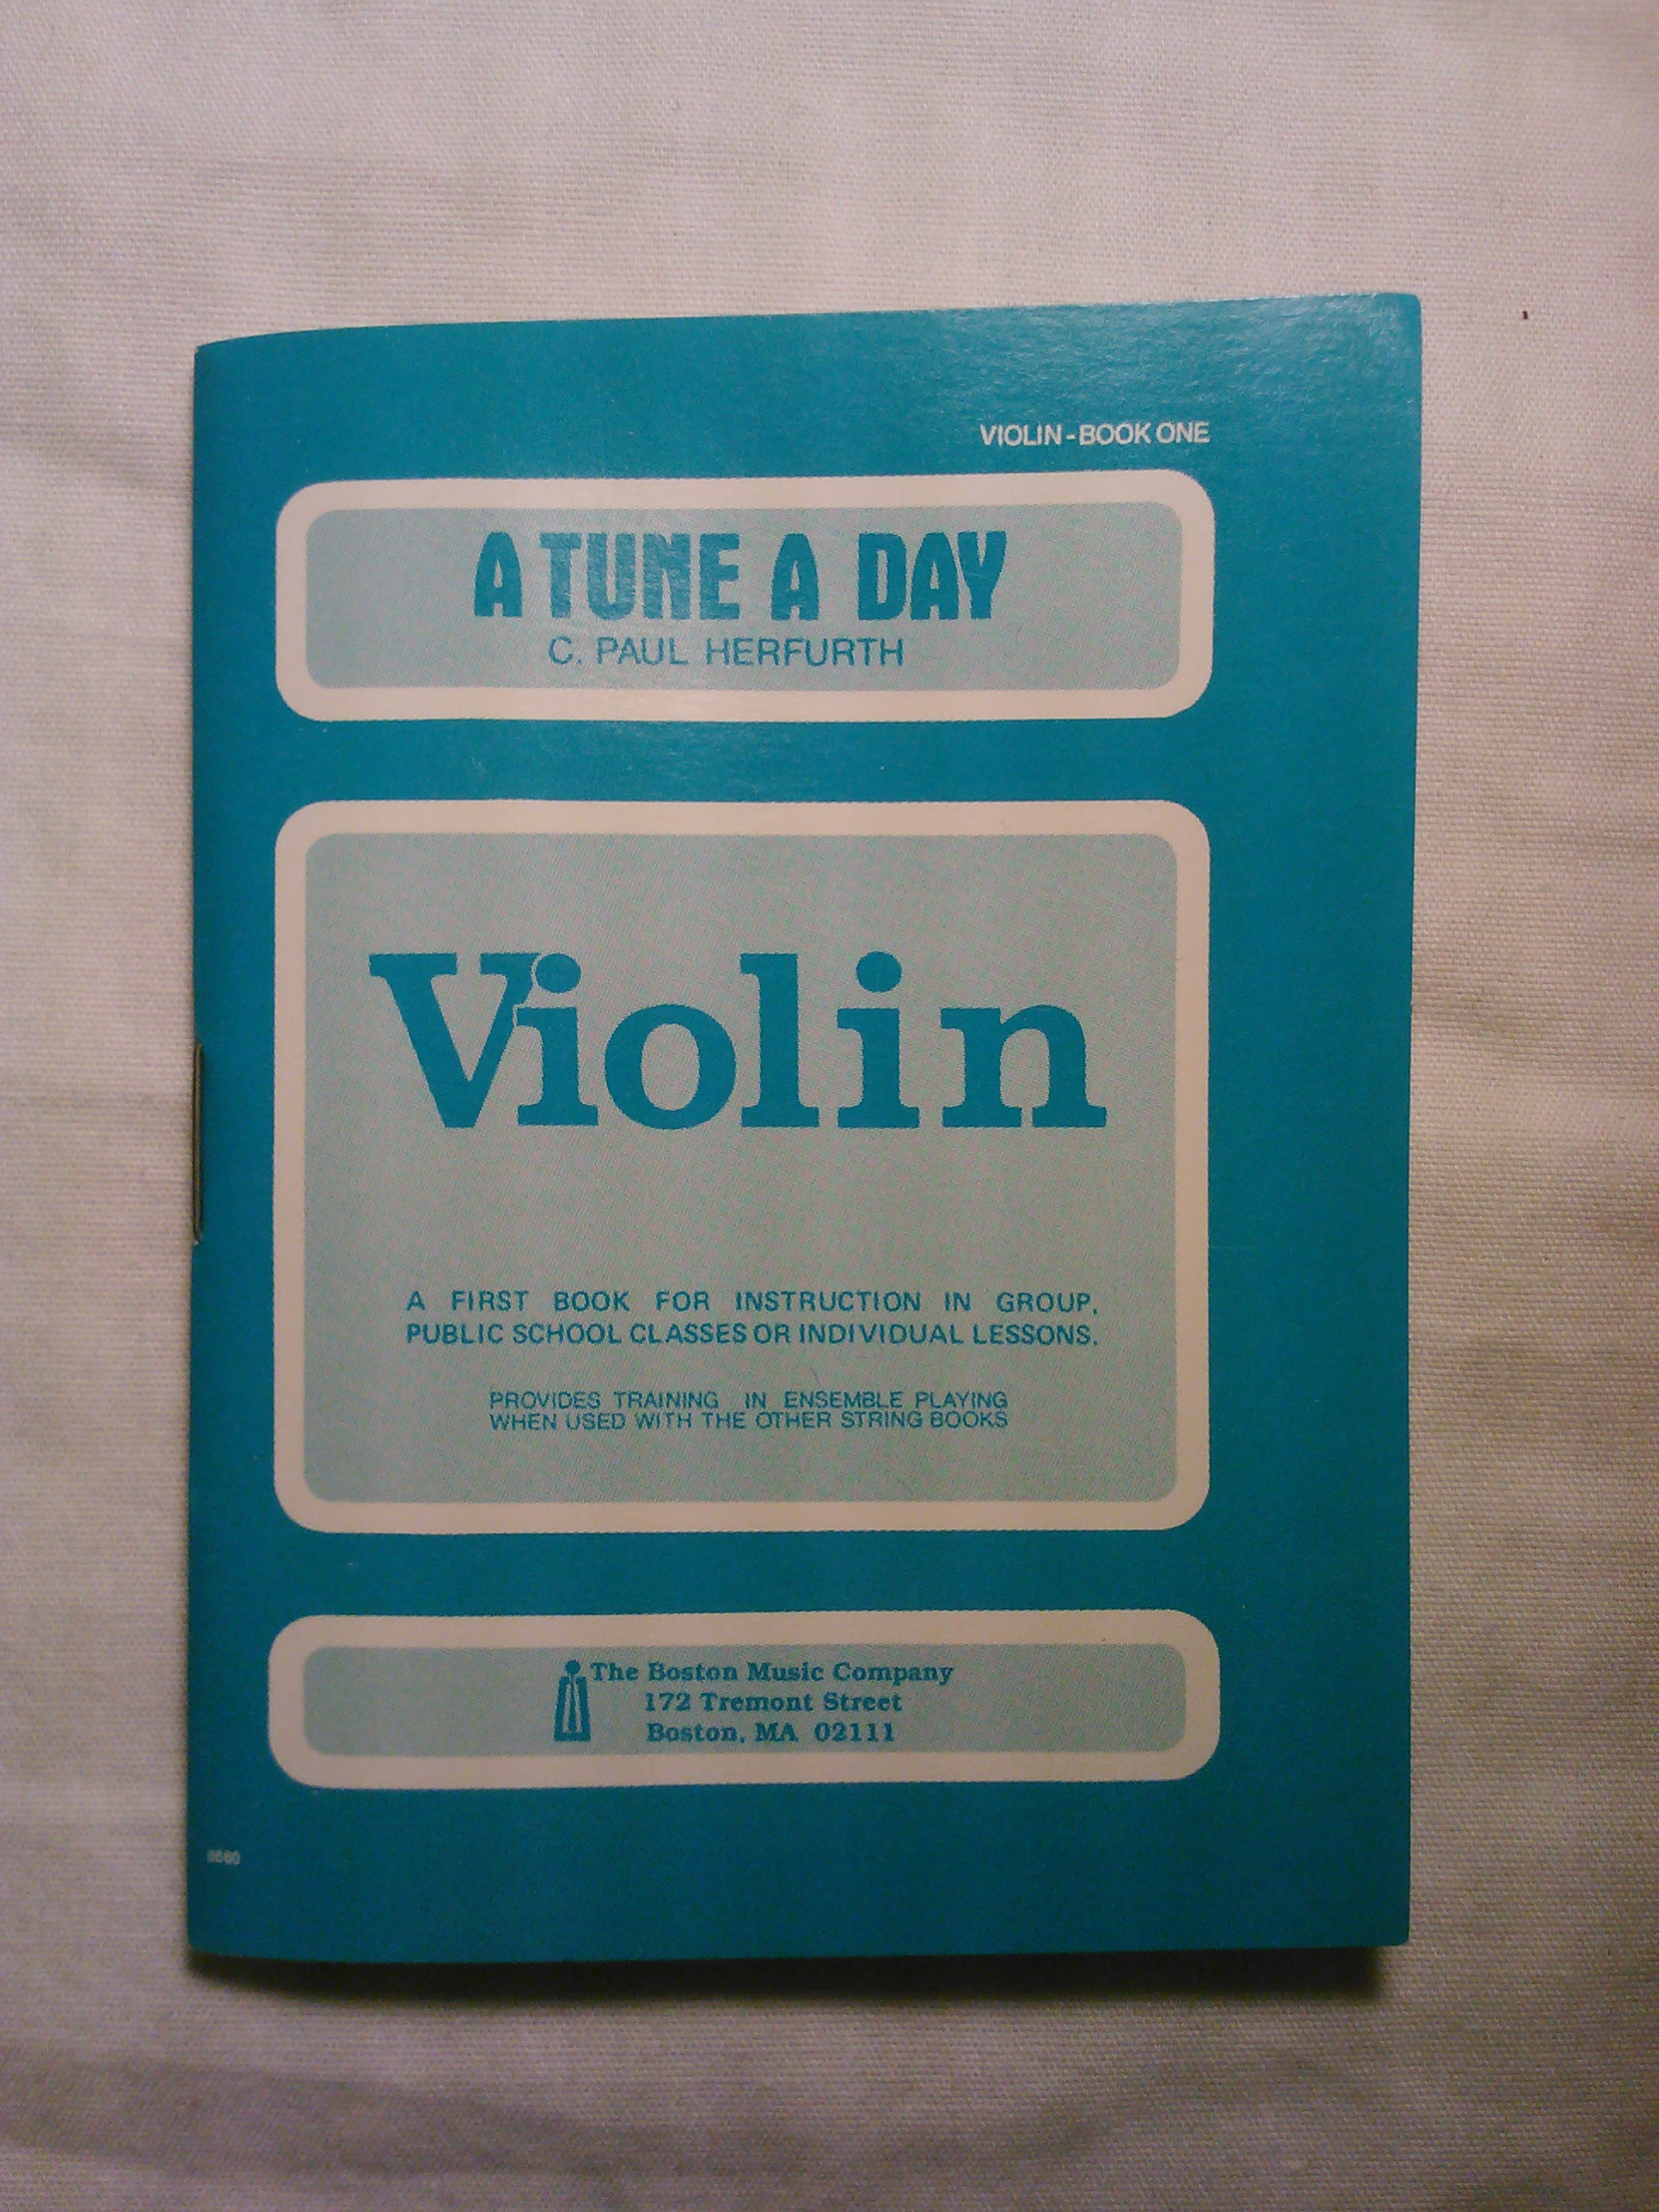 VIOLIN-BOOK ONE
A TUNE A DAY
C. PAUL HERFURTH
Violin
A FIRST BOOK FOR INSTRUCTION IN GROUP,
PUBLIC SCHOOL CLASSES OR INDIVIDUAL LESSONS.
PROVIDES TRAINING IN ENSEMBLE PLAYING
WHEN USED WITH THE OTHER STRING BOOKS
The Boston Music Company
172 Tremont Street
Boston, MA 02111